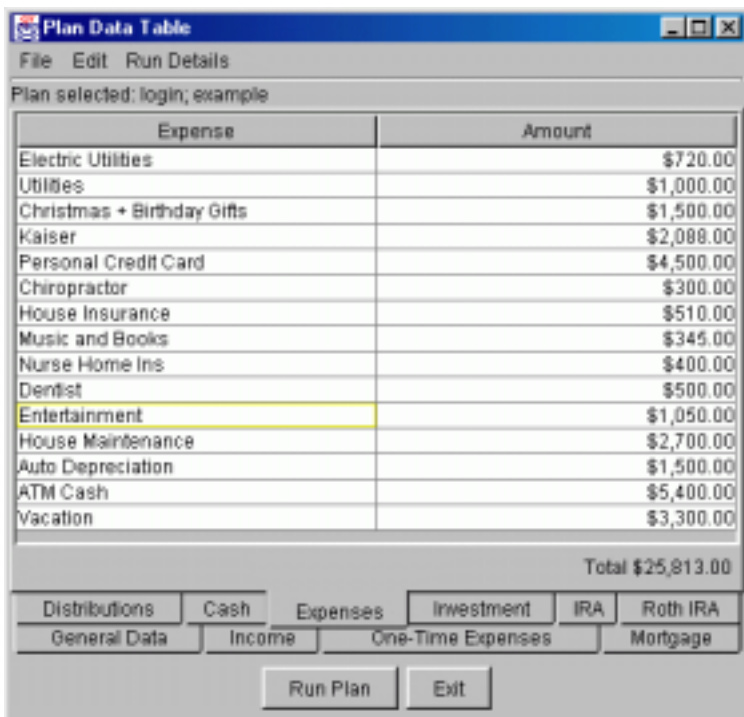 Plan Data Table
File Edit Run Details
Plan selected: login; example
Expense Amount
Electric Utilities $720.00
Utilities $1,000.00
Christmas + Birthday Gifts $1,500.00
Kaiser $2,088.00
Personal Credit Card $4,500.00
Chiropractor $300.00
House Insurance $510.00
Music and Books $345.00
Nurse Home Ins $400.00
Dentist $500.00
Entertainment $1,050.00
House Maintenance $2,700.00
Auto Depreciation $1,500.00
ATM Cash $5,400.00
Vacation $3,300.00
Total $25,813.00
Distributions Cash Expenses Investment IRA Roth IRA
General Data Income One-Time Expenses Mortgage
Run Plan Exit